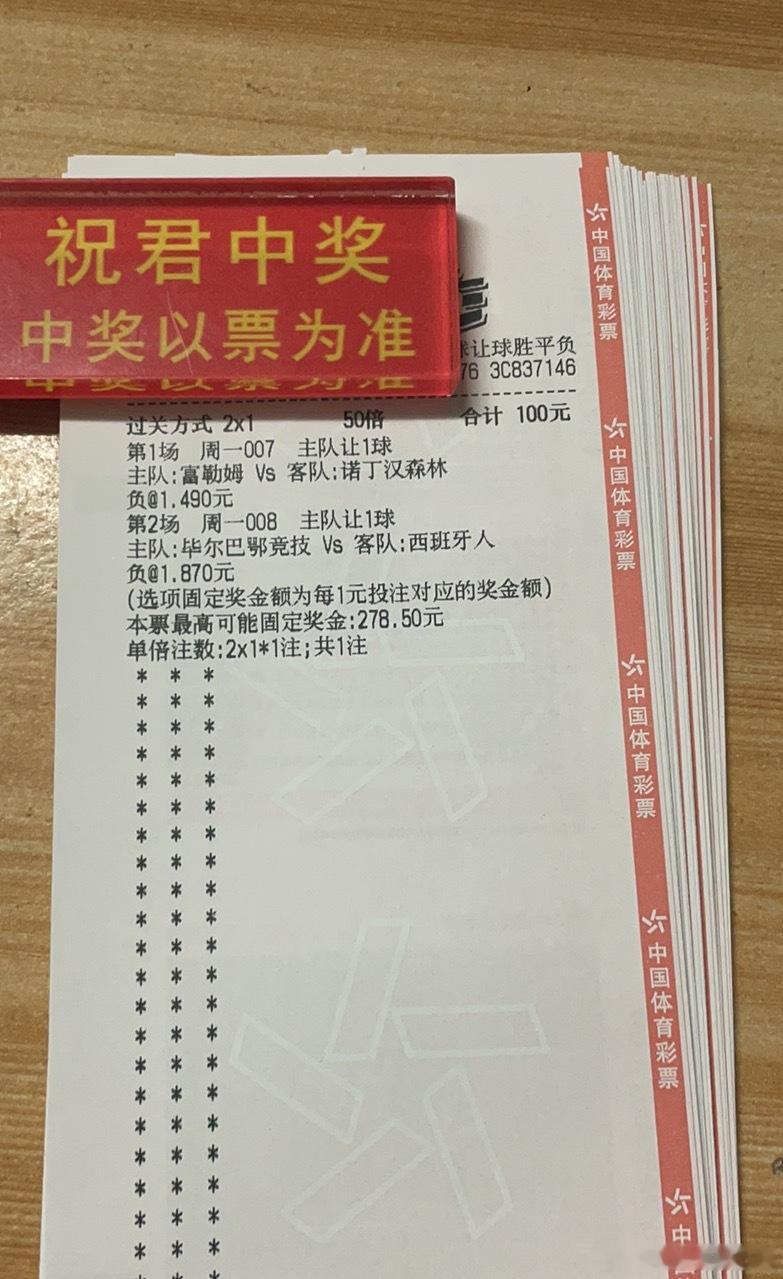 祝君中奖
中奖以票为准
中奖以票为准
球让球胜平负
76 3C837146
过关方式 2x1 50倍 合计 100元
第1场 周一007 主队让1球
主队:富勒姆 Vs 客队:诺丁汉森林
负@1.490元
第2场 周一008 主队让1球
主队:毕尔巴鄂竞技 Vs 客队:西班牙人
负@1.870元
(选项固定奖金额为每1元投注对应的奖金额)
本票最高可能固定奖金:278.50元
单倍注数:2x1*1注;共1注
中国体育彩票
中国体育彩票
中国体育彩票
中国体育彩票
中